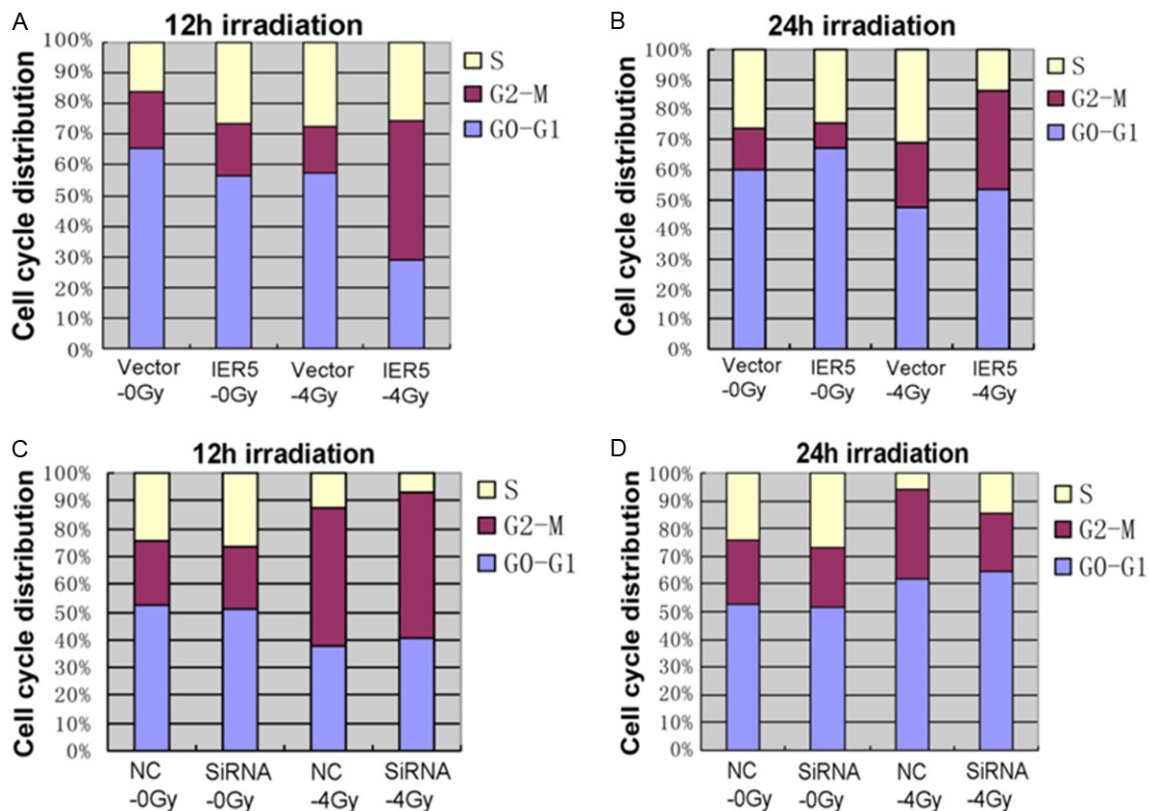 A
12h irradiation
Cell cycle distribution
100%
90%
80%
70%
60%
50%
40%
30%
20%
10%
0%
S
G2-M
G0-G1
Vector IER5 Vector IER5
-0Gy -0Gy -4Gy -4Gy
B
24h irradiation
Cell cycle distribution
100%
90%
80%
70%
60%
50%
40%
30%
20%
10%
0%
S
G2-M
G0-G1
Vector IER5 Vector IER5
-0Gy -0Gy -4Gy -4Gy
C
12h irradiation
Cell cycle distribution
100%
90%
80%
70%
60%
50%
40%
30%
20%
10%
0%
S
G2-M
G0-G1
NC SiRNA NC SiRNA
-0Gy -0Gy -4Gy -4Gy
D
24h irradiation
Cell cycle distribution
100%
90%
80%
70%
60%
50%
40%
30%
20%
10%
0%
S
G2-M
G0-G1
NC SiRNA NC SiRNA
-0Gy -0Gy -4Gy -4Gy